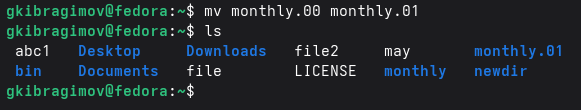 gkibragimov@fedora:~$ mv monthly.00 monthly.01
gkibragimov@fedora:~$ ls
abc1 Desktop Downloads file2 may monthly.01
bin Documents file LICENSE monthly newdir
gkibragimov@fedora:~$